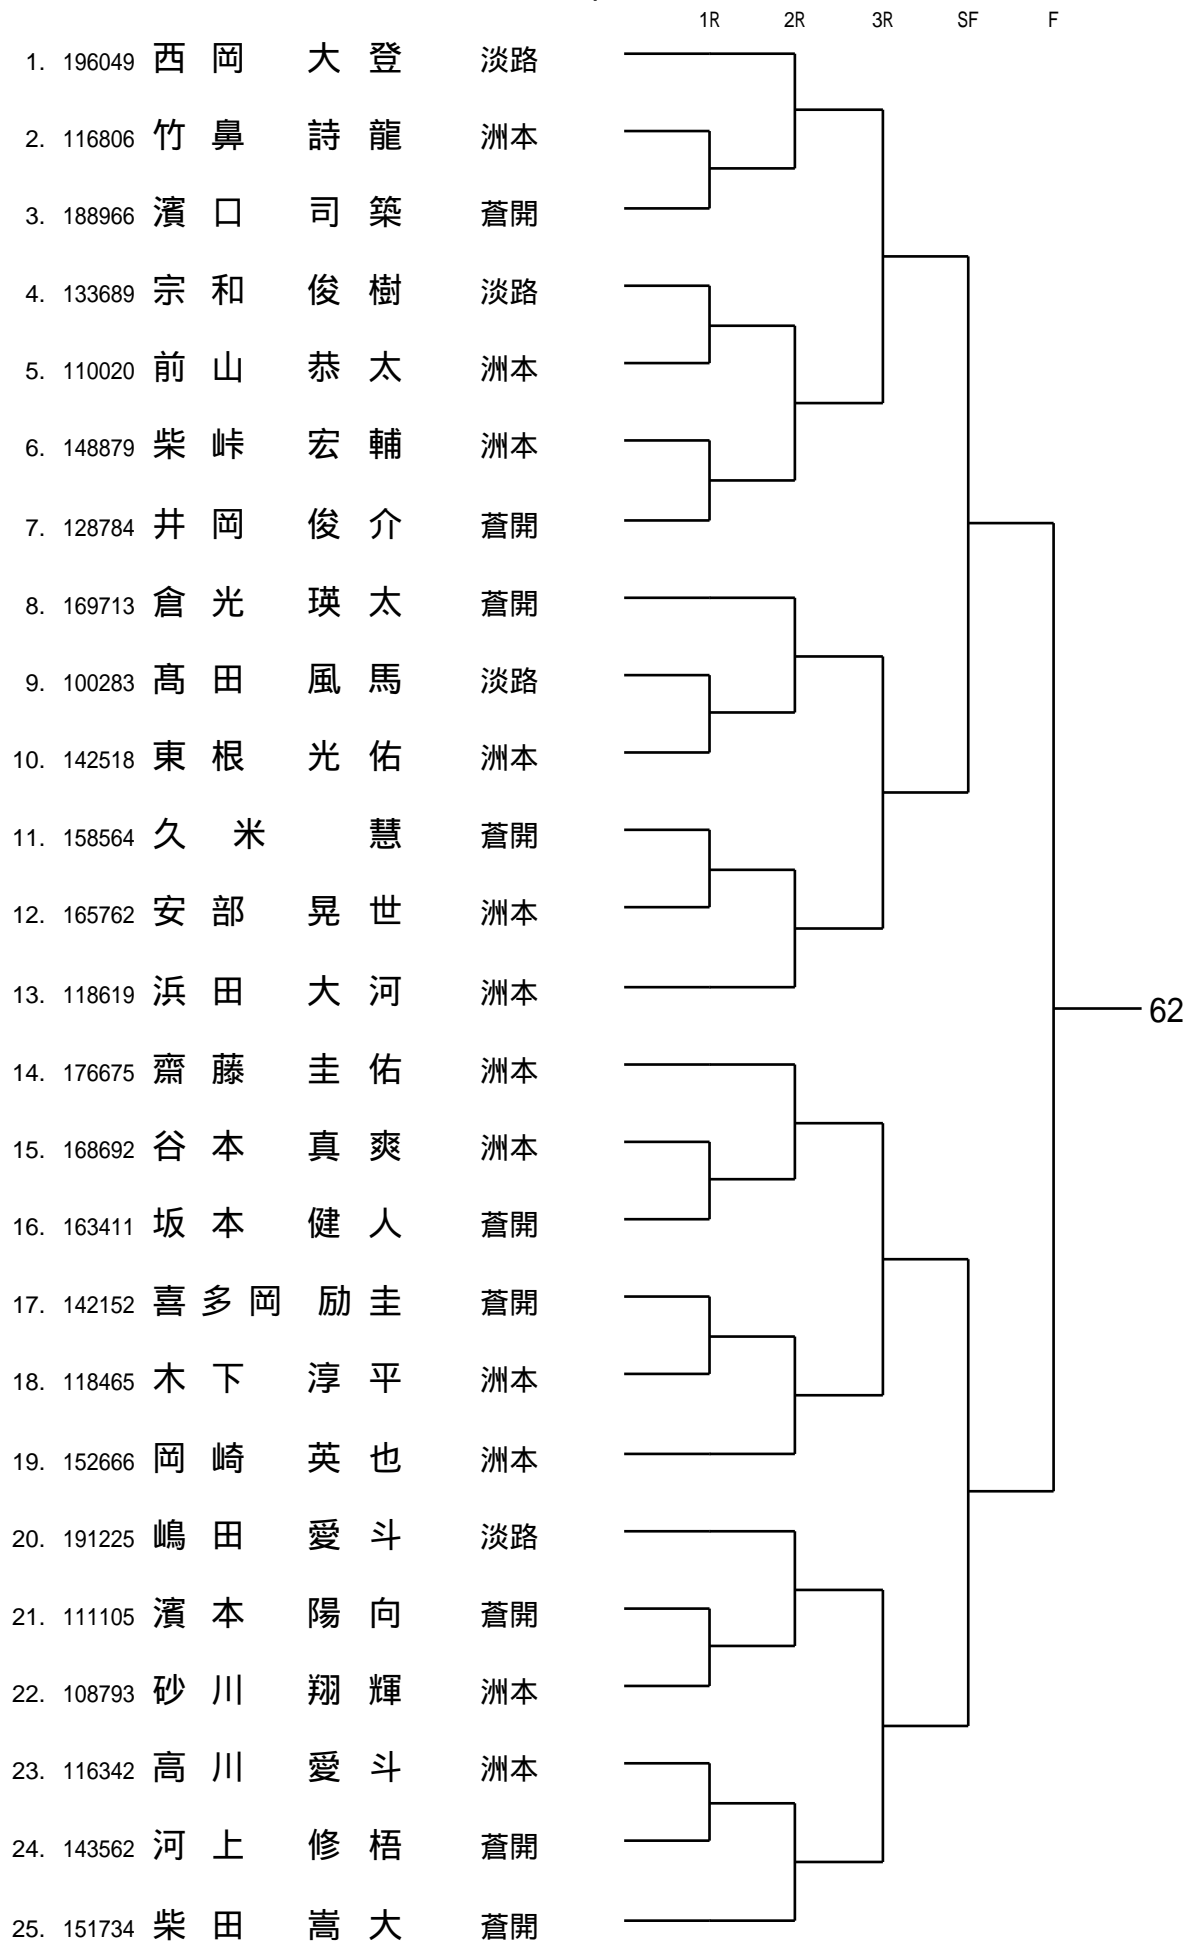 1R 2R 3R SF F
1. 196049 西岡 大登 淡路
2. 116806 竹鼻 詩龍 洲本
3. 188966 濱口 司築 蒼開
4. 133689 宗和 俊樹 淡路
5. 110020 前山 恭太 洲本
6. 148879 柴峠 宏輔 洲本
7. 128784 井岡 俊介 蒼開
8. 169713 倉光 瑛太 蒼開
9. 100283 髙田 風馬 淡路
10. 142518 東根 光佑 洲本
11. 158564 久米 慧 蒼開
12. 165762 安部 晃世 洲本
13. 118619 浜田 大河 洲本
62
14. 176675 齋藤 圭佑 洲本
15. 168692 谷本 真爽 洲本
16. 163411 坂本 健人 蒼開
17. 142152 喜多岡 励圭 蒼開
18. 118465 木下 淳平 洲本
19. 152666 岡崎 英也 洲本
20. 191225 嶋田 愛斗 淡路
21. 111105 濱本 陽向 蒼開
22. 108793 砂川 翔輝 洲本
23. 116342 高川 愛斗 洲本
24. 143562 河上 修梧 蒼開
25. 151734 柴田 嵩大 蒼開